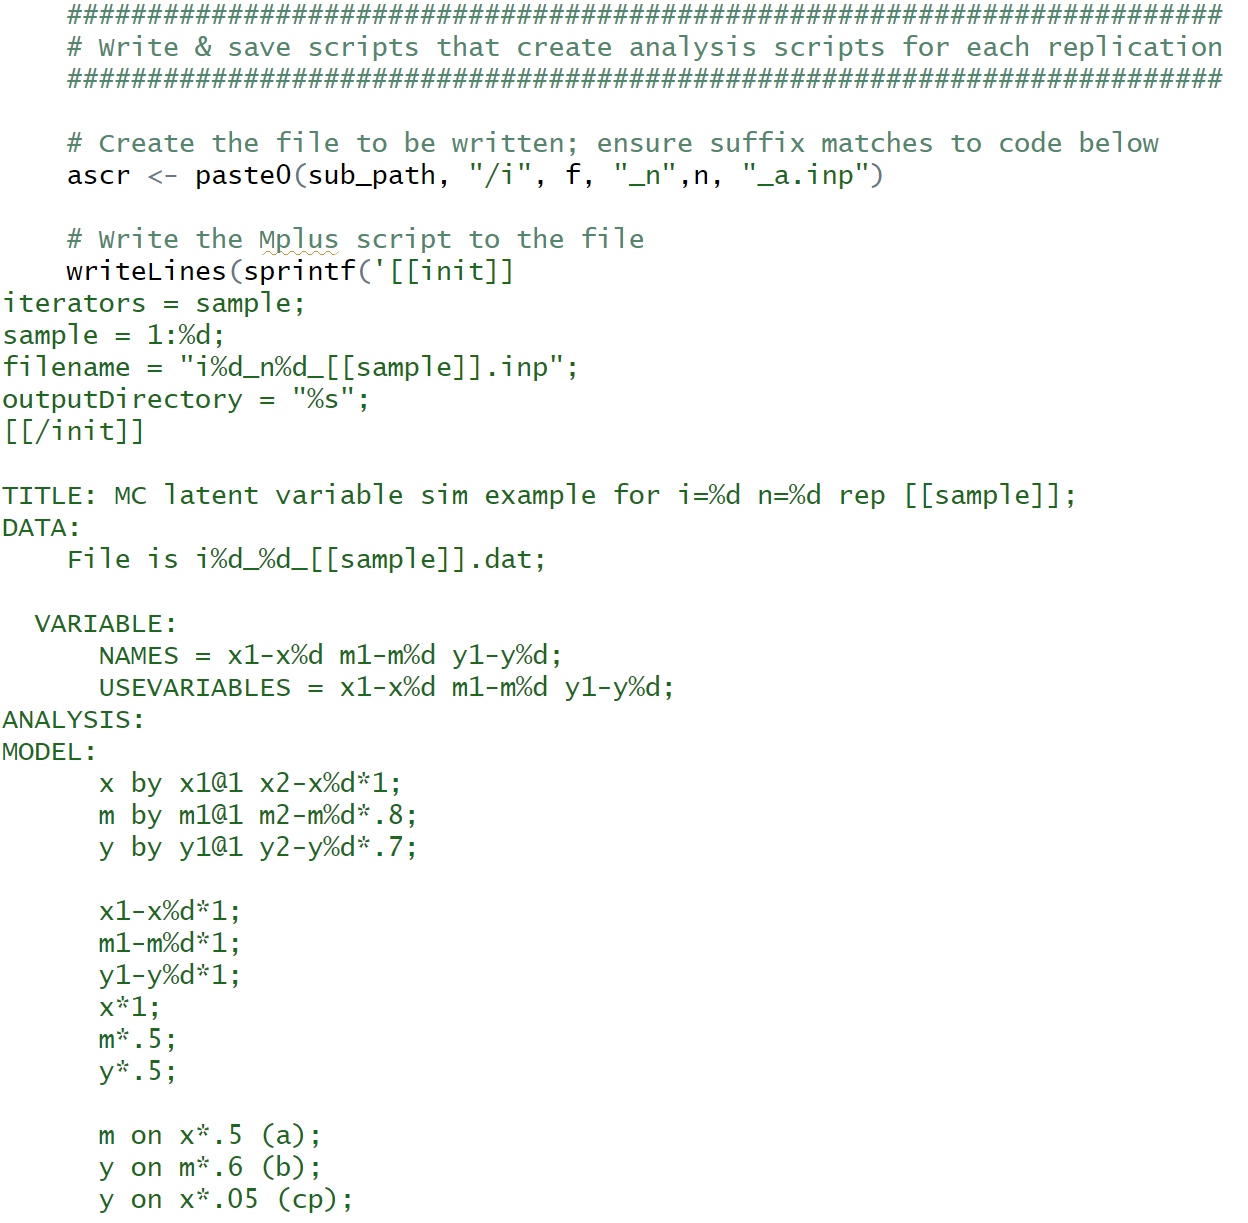 ########################################################################
# Write & save scripts that create analysis scripts for each replication
########################################################################
# Create the file to be written; ensure suffix matches to code below
ascr <- paste0(sub_path, "/i", f, "_n",n, "_a.inp")
# Write the Mplus script to the file
writeLines(sprintf('[[init]]
iterators = sample;
sample = 1:%d;
filename = "i%d_n%d_[[sample]].inp";
outputDirectory = "%s";
[[/init]]
TITLE: MC latent variable sim example for i=%d n=%d rep [[sample]];
DATA:
File is i%d_%d_[[sample]].dat;
VARIABLE:
NAMES = x1-x%d m1-m%d y1-y%d;
USEVARIABLES = x1-x%d m1-m%d y1-y%d;
ANALYSIS:
MODEL:
x by x1@1 x2-x%d*1;
m by m1@1 m2-m%d*.8;
y by y1@1 y2-y%d*.7;
x1-x%d*1;
m1-m%d*1;
y1-y%d*1;
x*1;
m*.5;
y*.5;
m on x*.5 (a);
y on m*.6 (b);
y on x*.05 (cp);